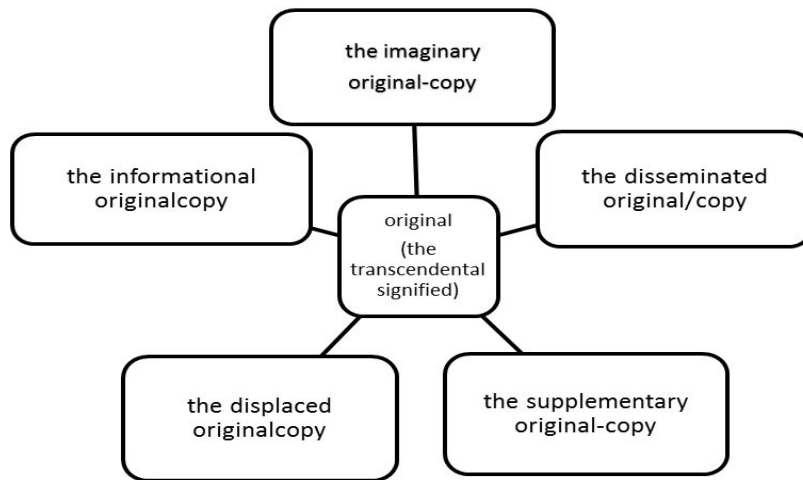 the imaginary
original-copy
the informational
originalcopy
the disseminated
original/copy
original
(the
transcendental
signified)
the displaced
originalcopy
the supplementary
original-copy